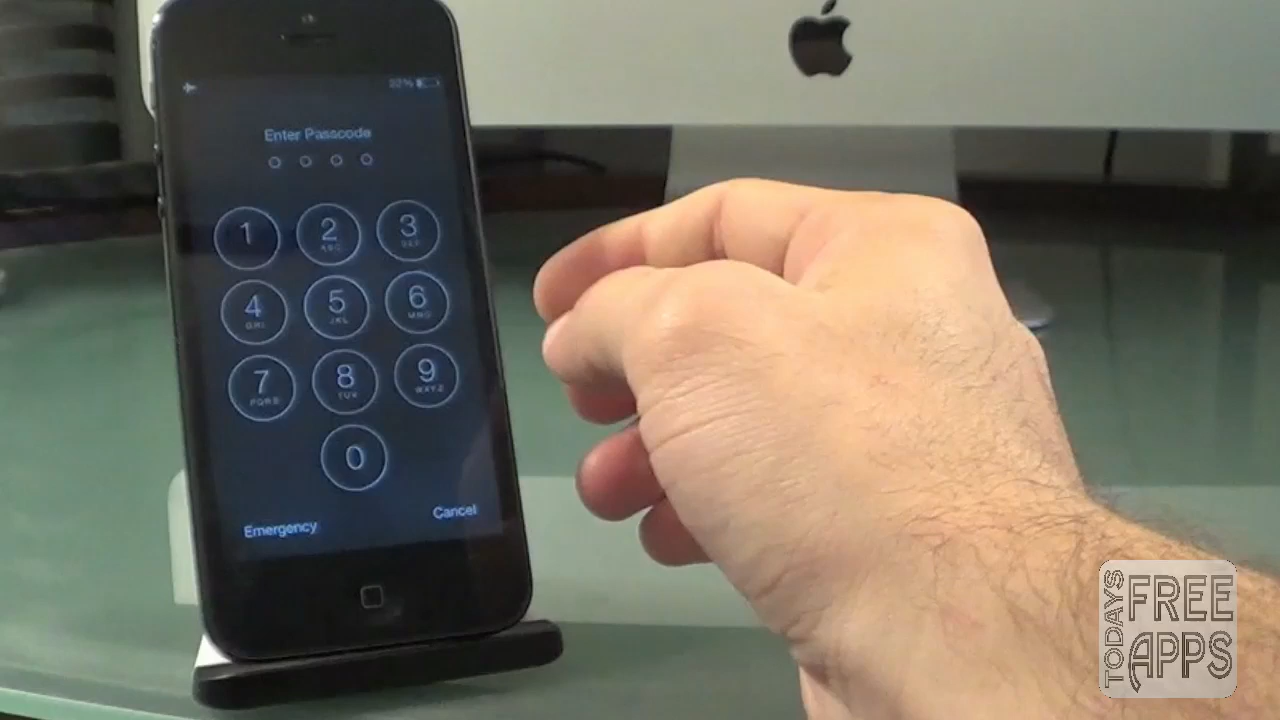 22%
Enter Passcode
1 2 ABC 3 DEF
4 GHI 5 JKL 6 MNO
7 PQRS 8 TUV 9 WXYZ
0
Emergency Cancel
TODAYS FREE APPS